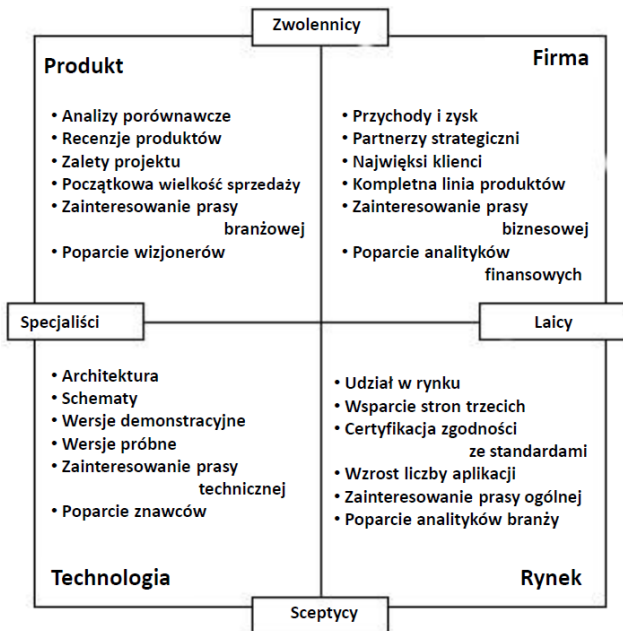 Zwolennicy
Produkt
• Analizy porównawcze
• Recenzje produktów
• Zalety projektu
• Początkowa wielkość sprzedaży
• Zainteresowanie prasy
branżowej
• Poparcie wizjonerów
Firma
• Przychody i zysk
• Partnerzy strategiczni
• Najwięksi klienci
• Kompletna linia produktów
• Zainteresowanie prasy
biznesowej
• Poparcie analityków
finansowych
Specjaliści
Laicy
• Architektura
• Schematy
• Wersje demonstracyjne
• Wersje próbne
• Zainteresowanie prasy
technicznej
• Poparcie znawców
Technologia
• Udział w rynku
• Wsparcie stron trzecich
• Certyfikacja zgodności
ze standardami
• Wzrost liczby aplikacji
• Zainteresowanie prasy ogólnej
• Poparcie analityków branży
Rynek
Sceptycy